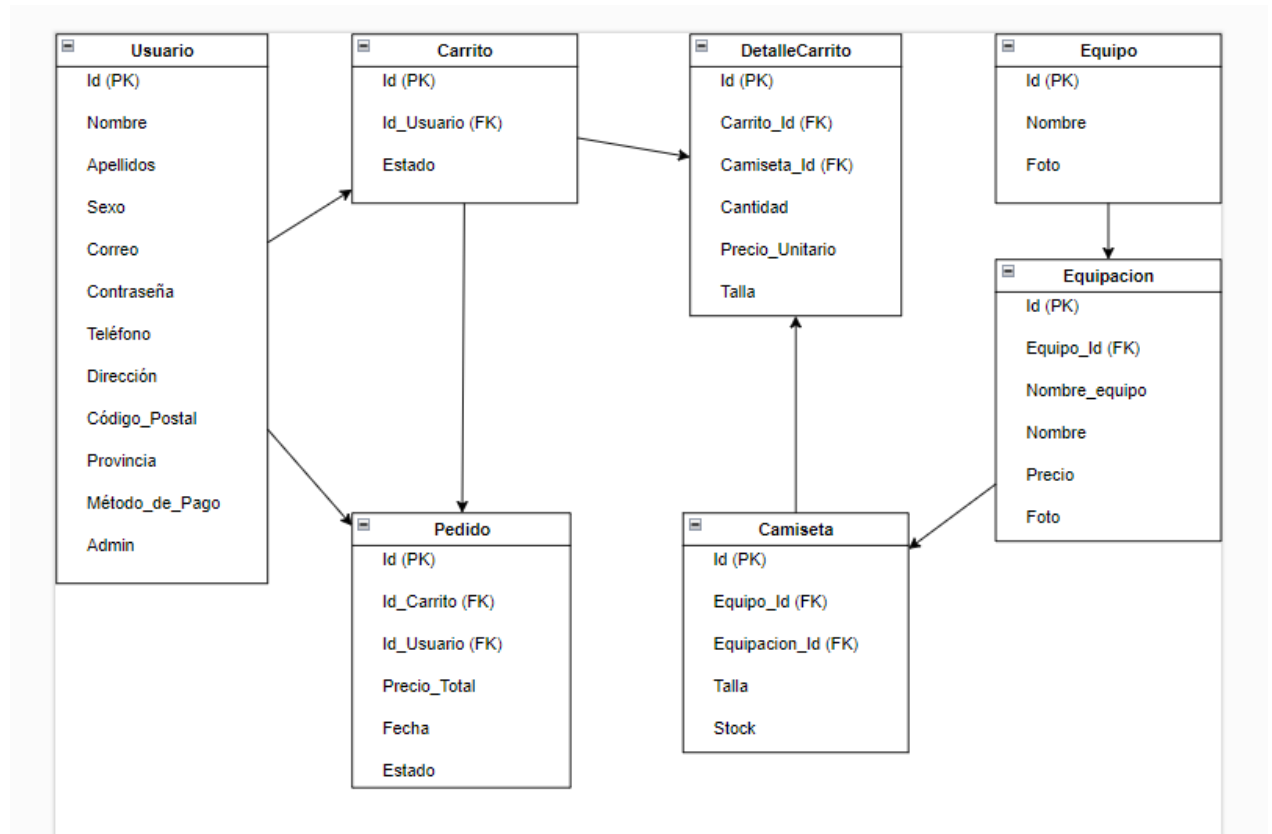 Usuario
Id (PK)
Nombre
Apellidos
Sexo
Correo
Contraseña
Teléfono
Dirección
Código_Postal
Provincia
Método_de_Pago
Admin
Carrito
Id (PK)
Id_Usuario (FK)
Estado
DetalleCarrito
Id (PK)
Carrito_Id (FK)
Camiseta_Id (FK)
Cantidad
Precio_Unitario
Talla
Equipo
Id (PK)
Nombre
Foto
Equipacion
Id (PK)
Equipo_Id (FK)
Nombre_equipo
Nombre
Precio
Foto
Pedido
Id (PK)
Id_Carrito (FK)
Id_Usuario (FK)
Precio_Total
Fecha
Estado
Camiseta
Id (PK)
Equipo_Id (FK)
Equipacion_Id (FK)
Talla
Stock